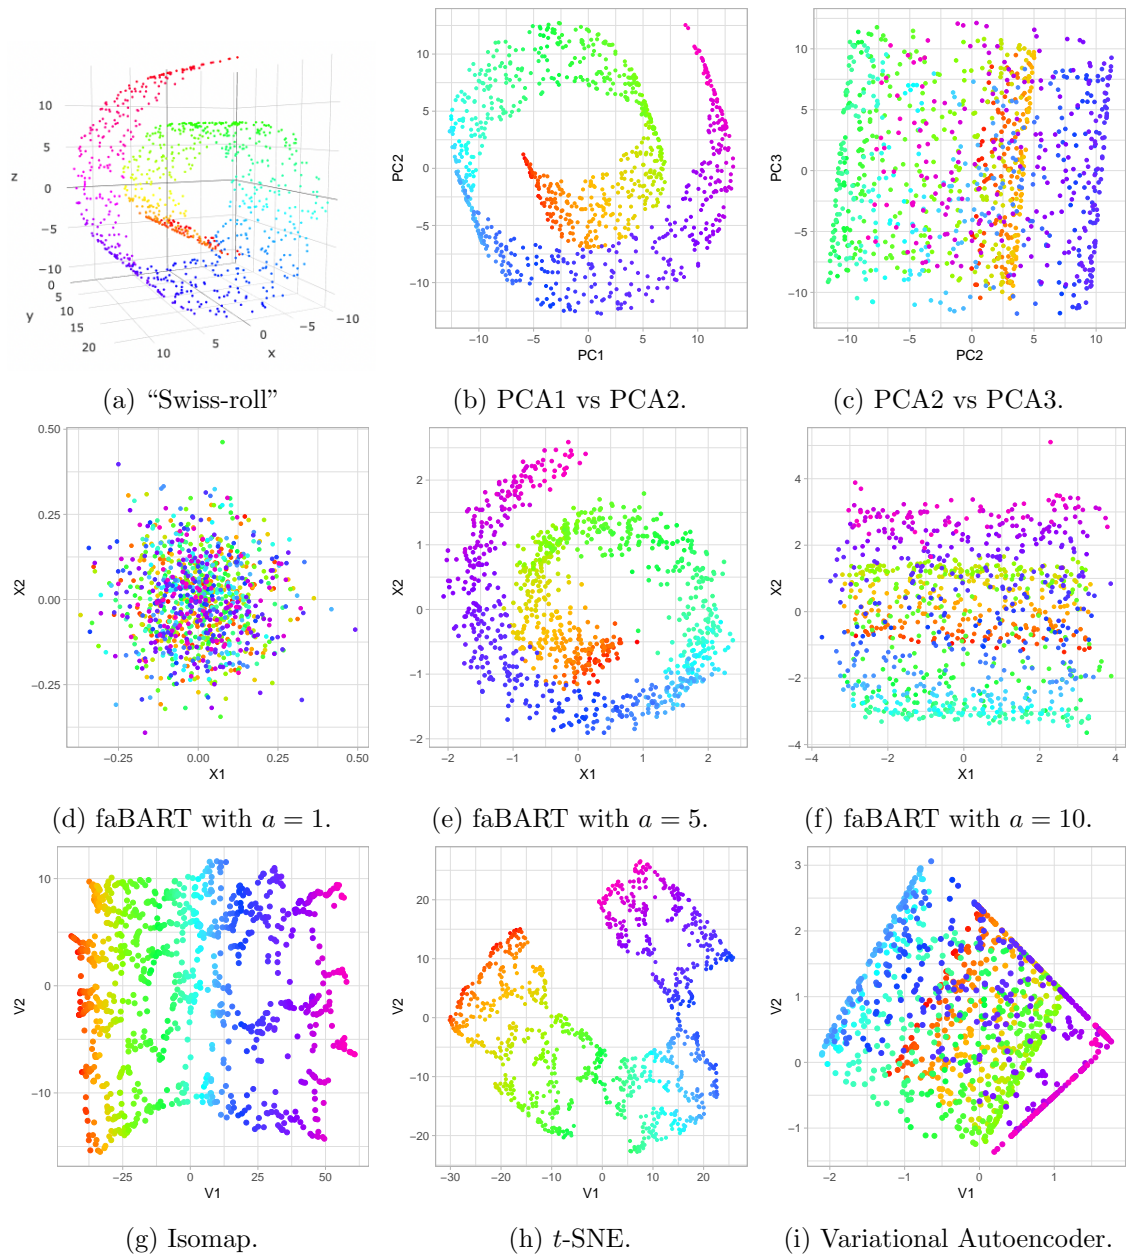 10
5
0
−5
−10
z
0
5
10
15
20
y
10
5
0
−5
−10
x
(a) “Swiss-roll”
10
5
0
−5
−10
PC2
−10 −5 0 5 10
PC1
(b) PCA1 vs PCA2.
10
5
0
−5
−10
PC3
−10 −5 0 5 10
PC2
(c) PCA2 vs PCA3.
0.50
0.25
0.00
−0.25
X2
−0.25 0.00 0.25 0.50
X1
(d) faBART with a = 1.
2
1
0
−1
−2
X2
−2 −1 0 1 2
X1
(e) faBART with a = 5.
4
2
0
−2
−4
X2
−4 −2 0 2 4
X1
(f) faBART with a = 10.
10
0
−10
V2
−25 0 25 50
V1
(g) Isomap.
20
10
0
−10
−20
V2
−30 −20 −10 0 10 20
V1
(h) t-SNE.
3
2
1
0
−1
V2
−2 −1 0 1
V1
(i) Variational Autoencoder.